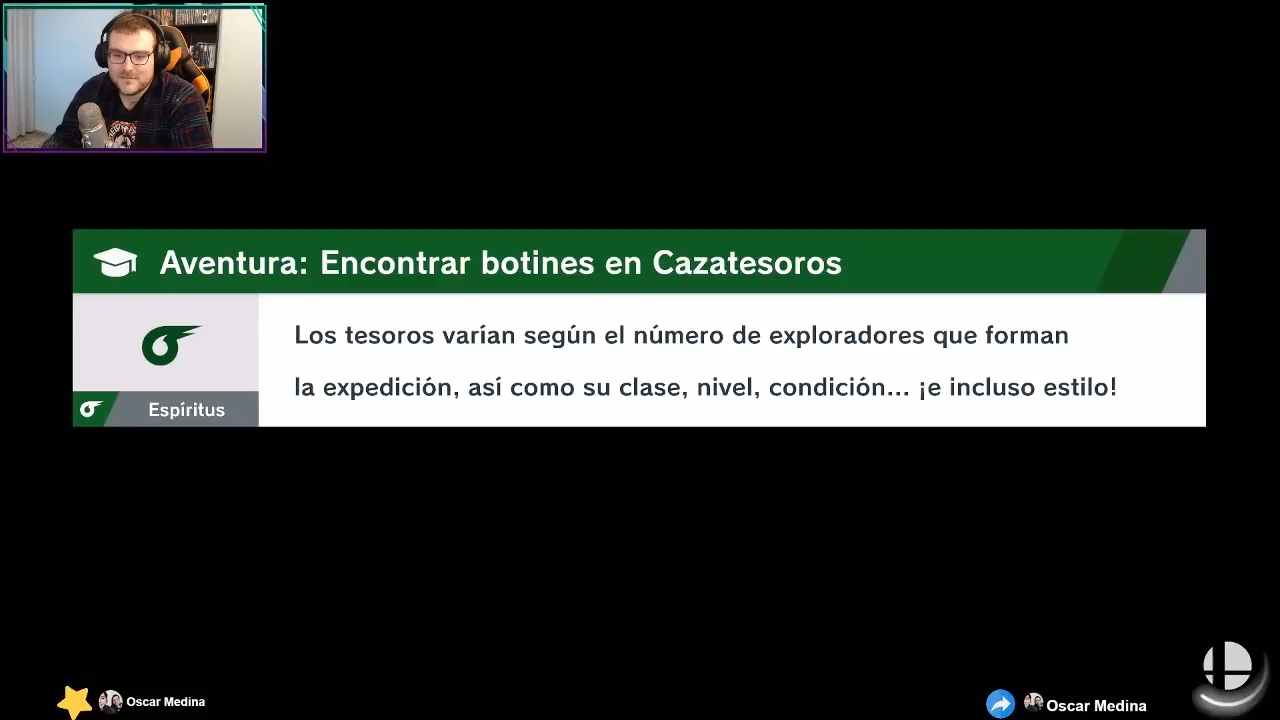 Aventura: Encontrar botines en Cazatesoros
Los tesoros varían según el número de exploradores que forman
la expedición, así como su clase, nivel, condición... ¡e incluso estilo!
Espíritus
Oscar Medina
Oscar Medina